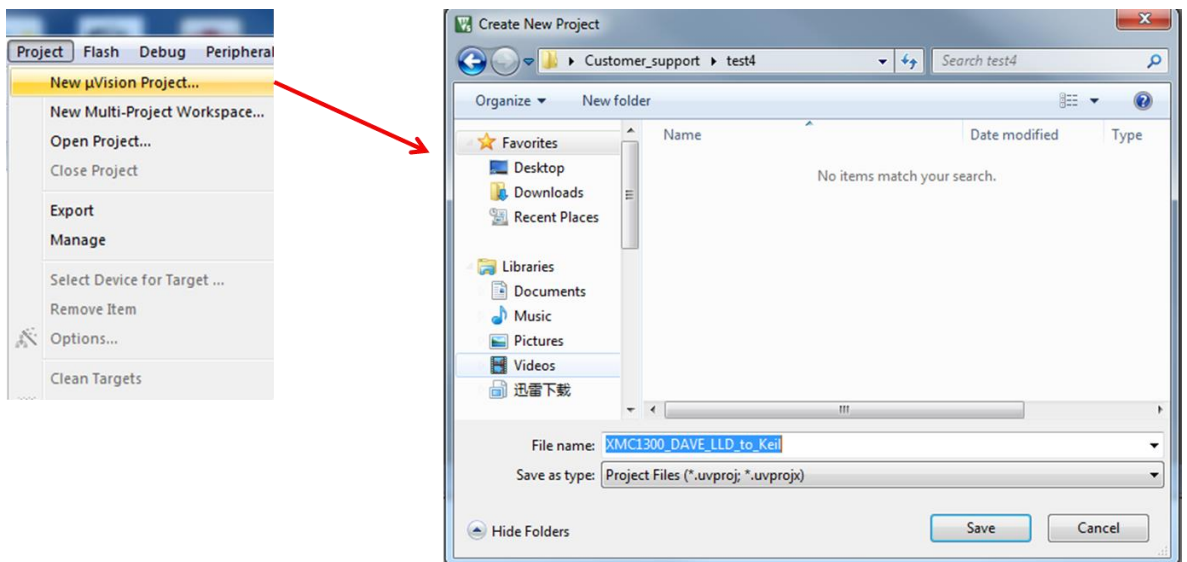 Project Flash Debug Peripheral
New µVision Project...
New Multi-Project Workspace...
Open Project...
Close Project
Export
Manage
Select Device for Target ...
Remove Item
Options...
Clean Targets
Create New Project
Customer_support test4
Search test4
Organize New folder
Favorites
Desktop
Downloads
Recent Places
Libraries
Documents
Music
Pictures
Videos
迅雷下载
Name Date modified Type
No items match your search.
File name: XMC1300_DAVE_LLD_to_Keil
Save as type: Project Files (*.uvproj; *.uvprojx)
Hide Folders
Save Cancel